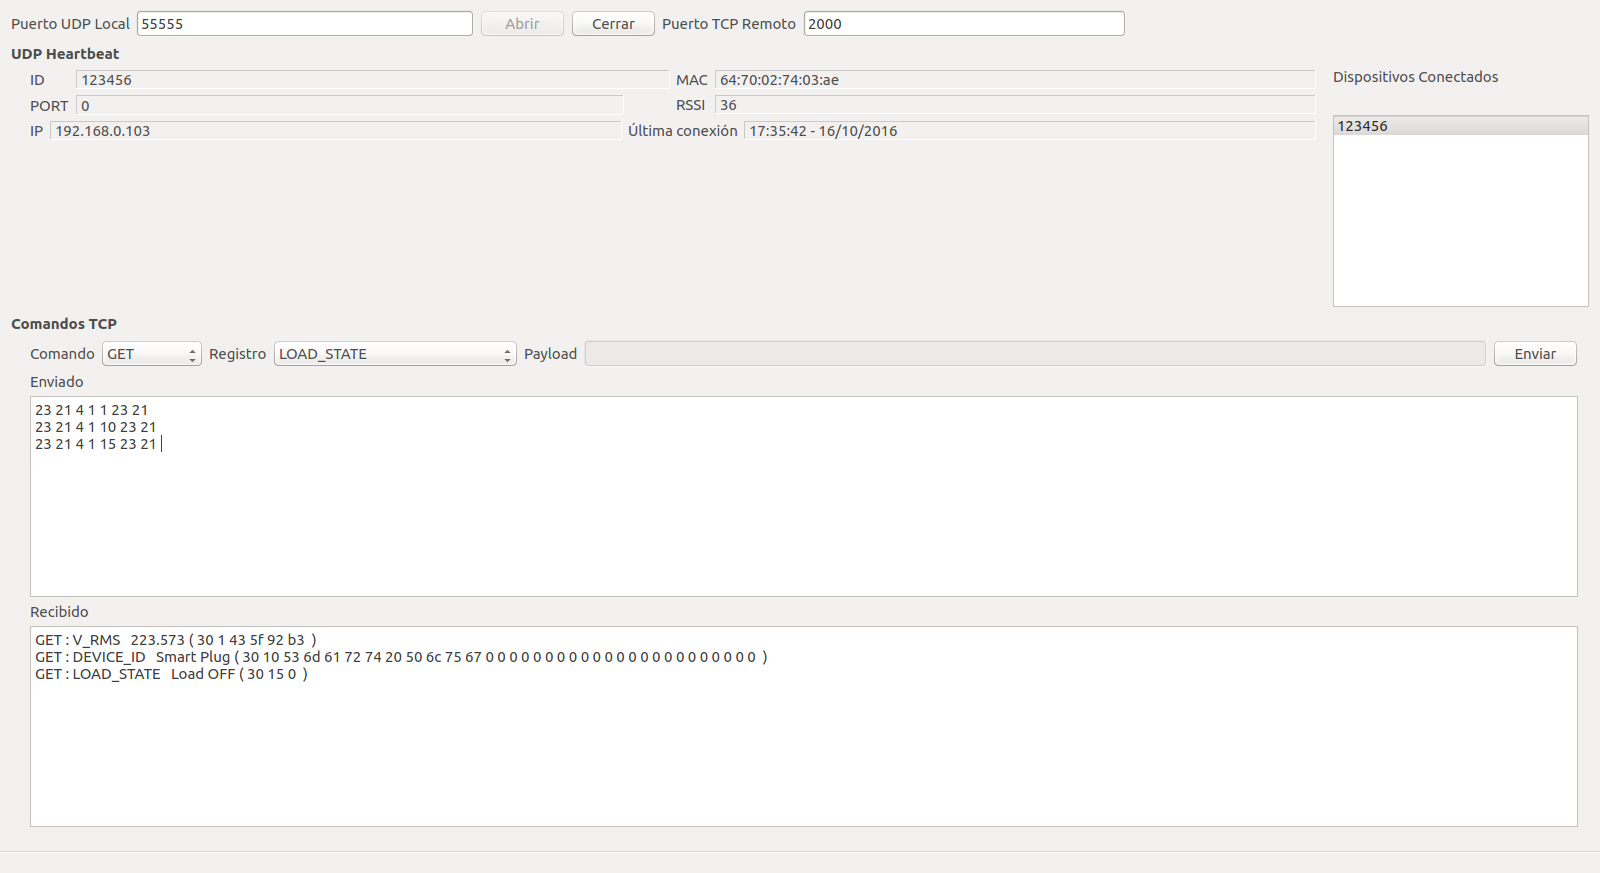 Puerto UDP Local 55555 Abrir Cerrar Puerto TCP Remoto 2000
UDP Heartbeat
ID 123456 MAC 64:70:02:74:03:ae Dispositivos Conectados
PORT 0 RSSI 36
IP 192.168.0.103 Última conexión 17:35:42 - 16/10/2016 123456
Comandos TCP
Comando GET Registro LOAD_STATE Payload Enviar
Enviado
23 21 4 1 1 23 21
23 21 4 1 10 23 21
23 21 4 1 15 23 21
Recibido
GET : V_RMS 223.573 ( 30 1 43 5f 92 b3 )
GET : DEVICE_ID Smart Plug ( 30 10 53 6d 61 72 74 20 50 6c 75 67 0 0 0 0 0 0 0 0 0 0 0 0 0 0 0 0 0 0 0 0 0 0 0 )
GET : LOAD_STATE Load OFF ( 30 15 0 )